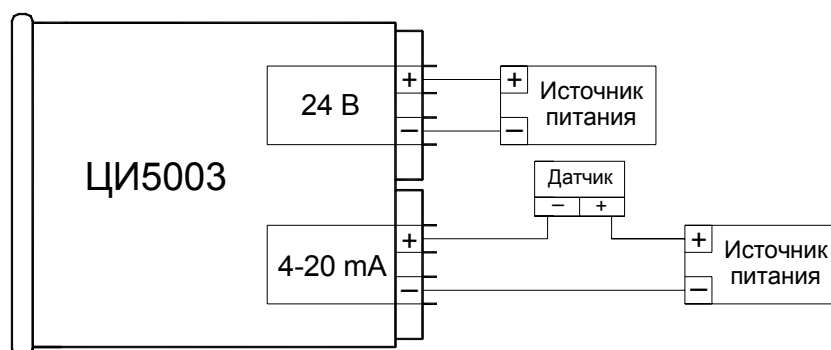 ЦИ5003
24 В
+
−
+
−
Источник
питания
Датчик
− +
4-20 mA
+
−
+
−
Источник
питания